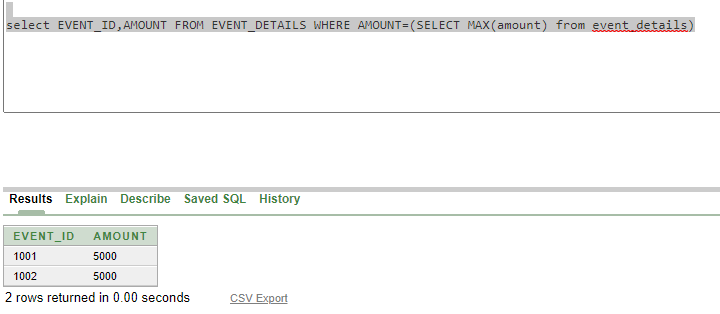 select EVENT_ID,AMOUNT FROM EVENT_DETAILS WHERE AMOUNT=(SELECT MAX(amount) from event_details)
Results Explain Describe Saved SQL History
EVENT_ID AMOUNT
1001 5000
1002 5000
2 rows returned in 0.00 seconds CSV Export